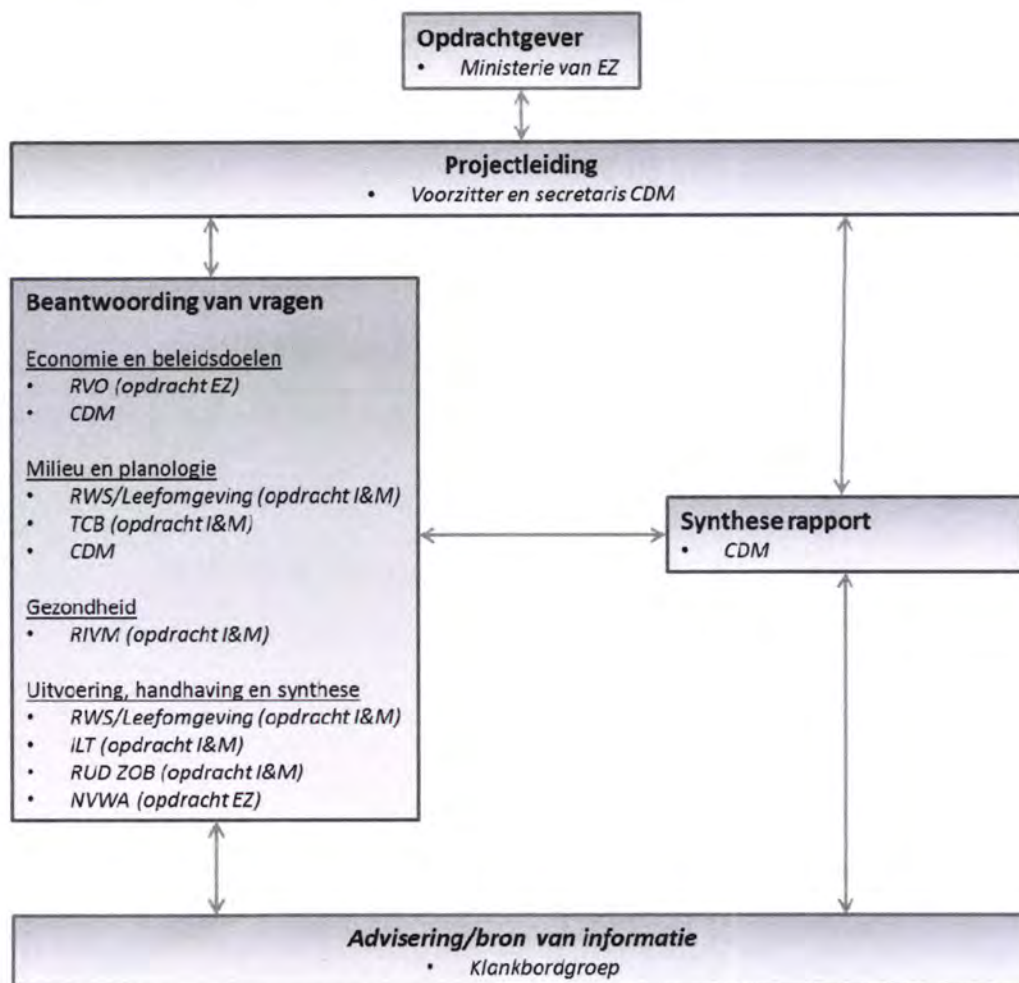 Opdrachtgever
• Ministerie van EZ
Projectleiding
• Voorzitter en secretaris CDM
Beantwoording van vragen
Economie en beleidsdoelen
• RVO (opdracht EZ)
• CDM
Milieu en planologie
• RWS/Leefomgeving (opdracht I&M)
• TCB (opdracht I&M)
• CDM
Gezondheid
• RIVM (opdracht I&M)
Uitvoering, handhaving en synthese
• RWS/Leefomgeving (opdracht I&M)
• ILT (opdracht I&M)
• RUD ZOB (opdracht I&M)
• NVWA (opdracht EZ)
Synthese rapport
• CDM
Advisering/bron van informatie
• Klankbordgroep